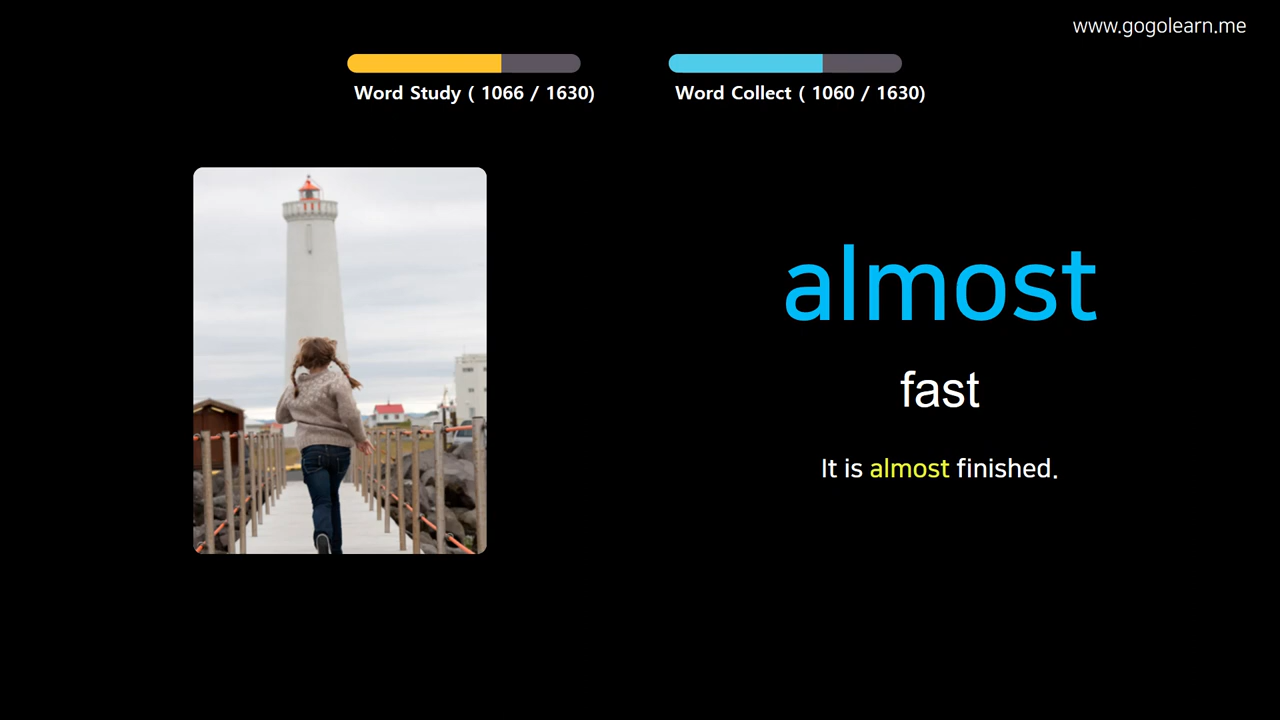 www.gogolearn.me
Word Study ( 1066 / 1630)
Word Collect ( 1060 / 1630)
almost
fast
It is almost finished.